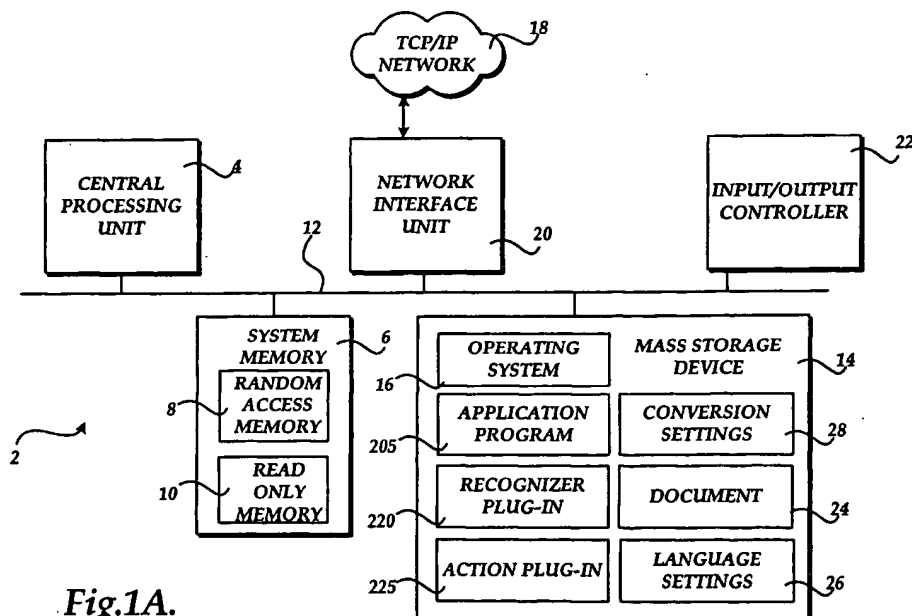 TCP/IP
NETWORK
18
CENTRAL
PROCESSING
UNIT
4
NETWORK
INTERFACE
UNIT
20
INPUT/OUTPUT
CONTROLLER
22
12
SYSTEM
MEMORY
6
RANDOM
ACCESS
MEMORY
8
READ
ONLY
MEMORY
10
2
OPERATING
SYSTEM
16
MASS STORAGE
DEVICE
14
APPLICATION
PROGRAM
205
CONVERSION
SETTINGS
28
RECOGNIZER
PLUG-IN
220
DOCUMENT
24
ACTION PLUG-IN
225
LANGUAGE
SETTINGS
26
Fig.1A.